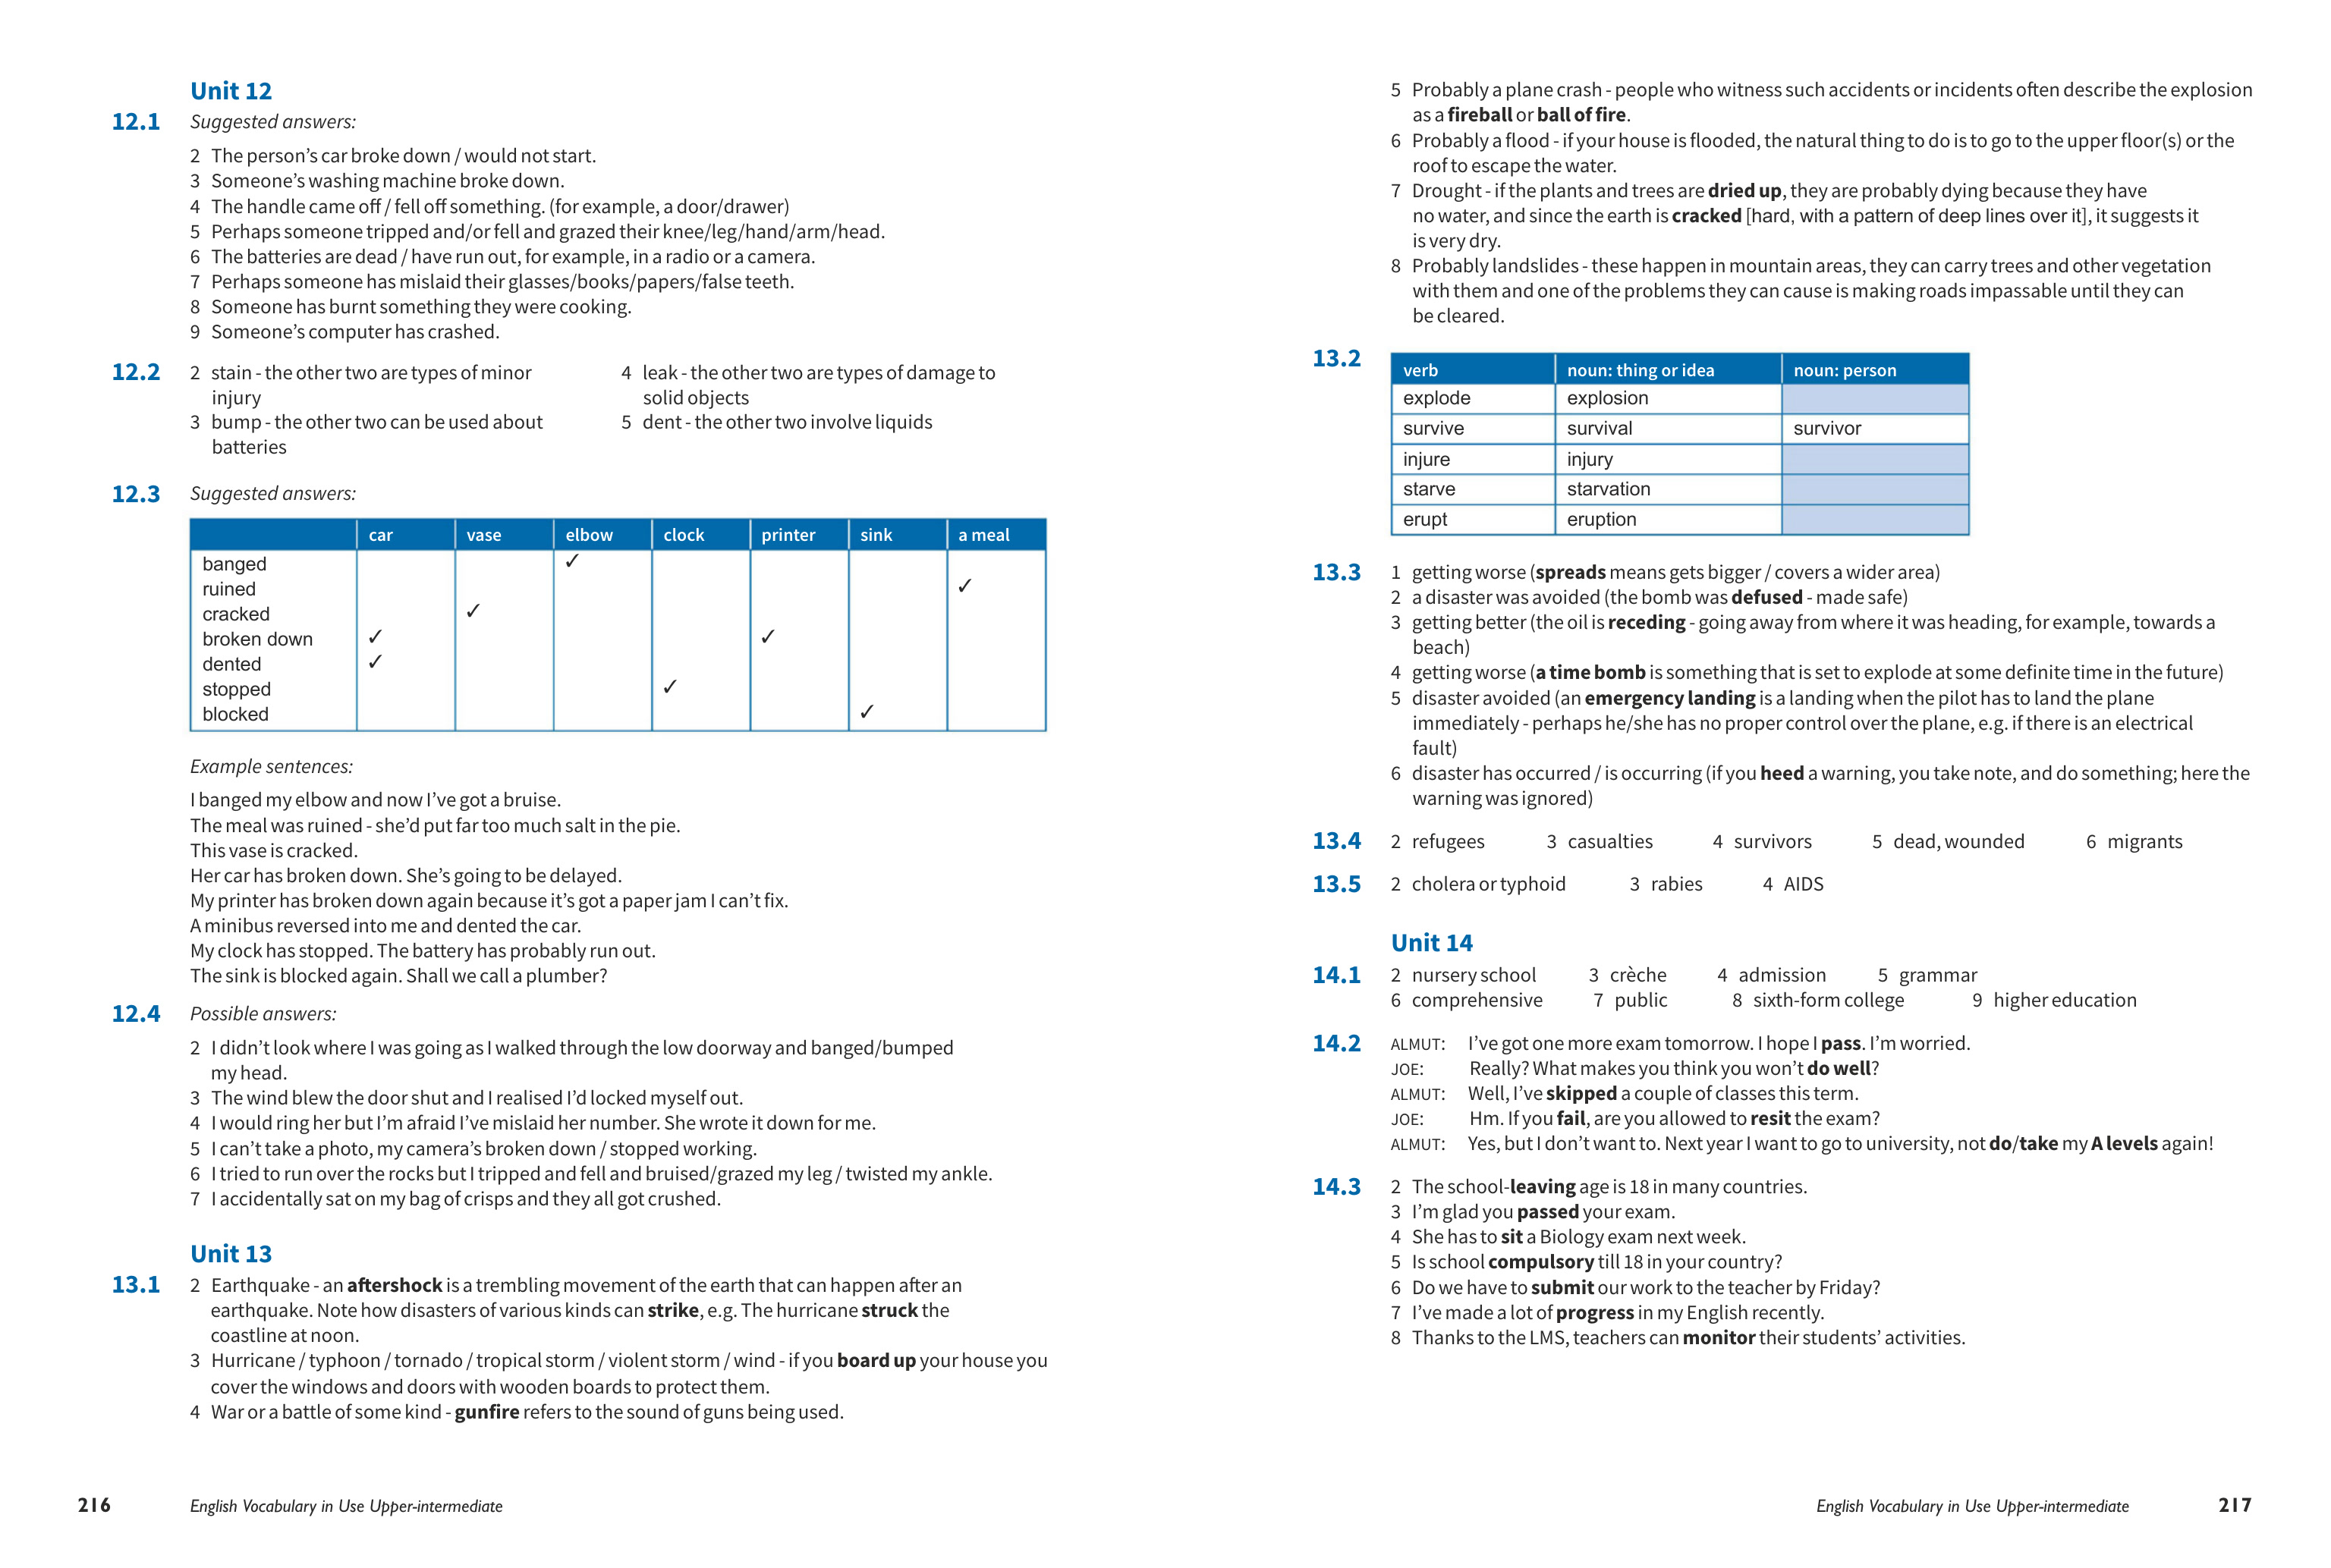 Unit 12
12.1 Suggested answers:
2 The person's car broke down / would not start.
3 Someone's washing machine broke down.
4 The handle came off / fell off something. (for example, a door/drawer)
5 Perhaps someone tripped and/or fell and grazed their knee/leg/hand/arm/head.
6 The batteries are dead / have run out, for example, in a radio or a camera.
7 Perhaps someone has mislaid their glasses/books/papers/false teeth.
8 Someone has burnt something they were cooking.
9 Someone's computer has crashed.
12.2 2 stain - the other two are types of minor
injury
3 bump - the other two can be used about
batteries
4 leak - the other two are types of damage to
solid objects
5 dent - the other two involve liquids
12.3 Suggested answers:
car vase elbow clock printer sink a meal
banged ✓
ruined ✓
cracked ✓
broken down ✓ ✓
dented ✓
stopped ✓
blocked ✓
Example sentences:
I banged my elbow and now I've got a bruise.
The meal was ruined - she'd put far too much salt in the pie.
This vase is cracked.
Her car has broken down. She's going to be delayed.
My printer has broken down again because it's got a paper jam I can't fix.
A minibus reversed into me and dented the car.
My clock has stopped. The battery has probably run out.
The sink is blocked again. Shall we call a plumber?
12.4 Possible answers:
2 I didn't look where I was going as I walked through the low doorway and banged/bumped
my head.
3 The wind blew the door shut and I realised I'd locked myself out.
4 I would ring her but I'm afraid I've mislaid her number. She wrote it down for me.
5 I can't take a photo, my camera's broken down / stopped working.
6 I tried to run over the rocks but I tripped and fell and bruised/grazed my leg / twisted my ankle.
7 I accidentally sat on my bag of crisps and they all got crushed.
Unit 13
13.1 2 Earthquake - an aftershock is a trembling movement of the earth that can happen after an
earthquake. Note how disasters of various kinds can strike, e.g. The hurricane struck the
coastline at noon.
3 Hurricane / typhoon / tornado / tropical storm / violent storm / wind - if you board up your house you
cover the windows and doors with wooden boards to protect them.
4 War or a battle of some kind - gunfire refers to the sound of guns being used.
216 English Vocabulary in Use Upper-intermediate
5 Probably a plane crash - people who witness such accidents or incidents often describe the explosion
as a fireball or ball of fire.
6 Probably a flood - if your house is flooded, the natural thing to do is to go to the upper floor(s) or the
roof to escape the water.
7 Drought - if the plants and trees are dried up, they are probably dying because they have
no water, and since the earth is cracked [hard, with a pattern of deep lines over it], it suggests it
is very dry.
8 Probably landslides - these happen in mountain areas, they can carry trees and other vegetation
with them and one of the problems they can cause is making roads impassable until they can
be cleared.
13.2
verb noun: thing or idea noun: person
explode explosion
survive survival survivor
injure injury
starve starvation
erupt eruption
13.3 1 getting worse (spreads means gets bigger / covers a wider area)
2 a disaster was avoided (the bomb was defused - made safe)
3 getting better (the oil is receding - going away from where it was heading, for example, towards a
beach)
4 getting worse (a time bomb is something that is set to explode at some definite time in the future)
5 disaster avoided (an emergency landing is a landing when the pilot has to land the plane
immediately - perhaps he/she has no proper control over the plane, e.g. if there is an electrical
fault)
6 disaster has occurred / is occurring (if you heed a warning, you take note, and do something; here the
warning was ignored)
13.4 2 refugees 3 casualties 4 survivors 5 dead, wounded 6 migrants
13.5 2 cholera or typhoid 3 rabies 4 AIDS
Unit 14
14.1 2 nursery school 3 crèche 4 admission 5 grammar
6 comprehensive 7 public 8 sixth-form college 9 higher education
14.2 ALMUT: I've got one more exam tomorrow. I hope I pass. I'm worried.
JOE: Really? What makes you think you won't do well?
ALMUT: Well, I've skipped a couple of classes this term.
JOE: Hm. If you fail, are you allowed to resit the exam?
ALMUT: Yes, but I don't want to. Next year I want to go to university, not do/take my A levels again!
14.3 2 The school-leaving age is 18 in many countries.
3 I'm glad you passed your exam.
4 She has to sit a Biology exam next week.
5 Is school compulsory till 18 in your country?
6 Do we have to submit our work to the teacher by Friday?
7 I've made a lot of progress in my English recently.
8 Thanks to the LMS, teachers can monitor their students' activities.
English Vocabulary in Use Upper-intermediate 217